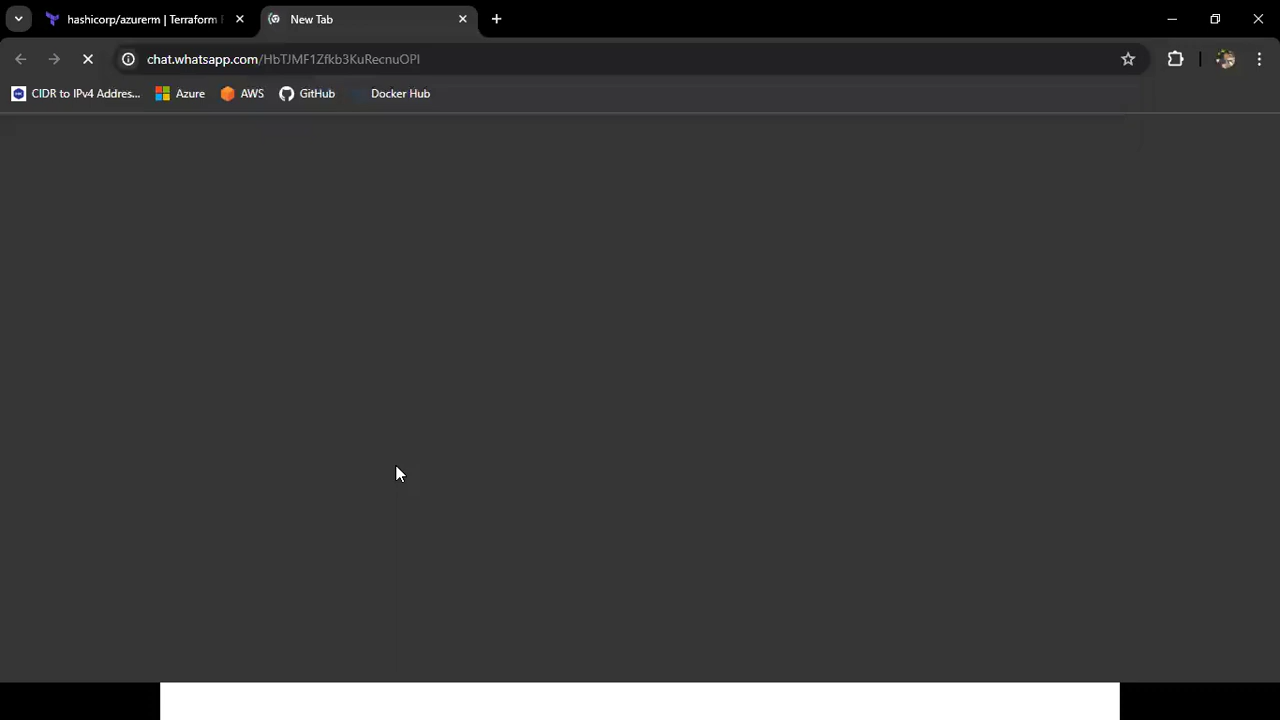 hashicorp/azurerm | Terraform
New Tab
chat.whatsapp.com/HbTJMF1Zfkb3KuRecnuOPI
CIDR to IPv4 Addres...
Azure
AWS
GitHub
Docker Hub